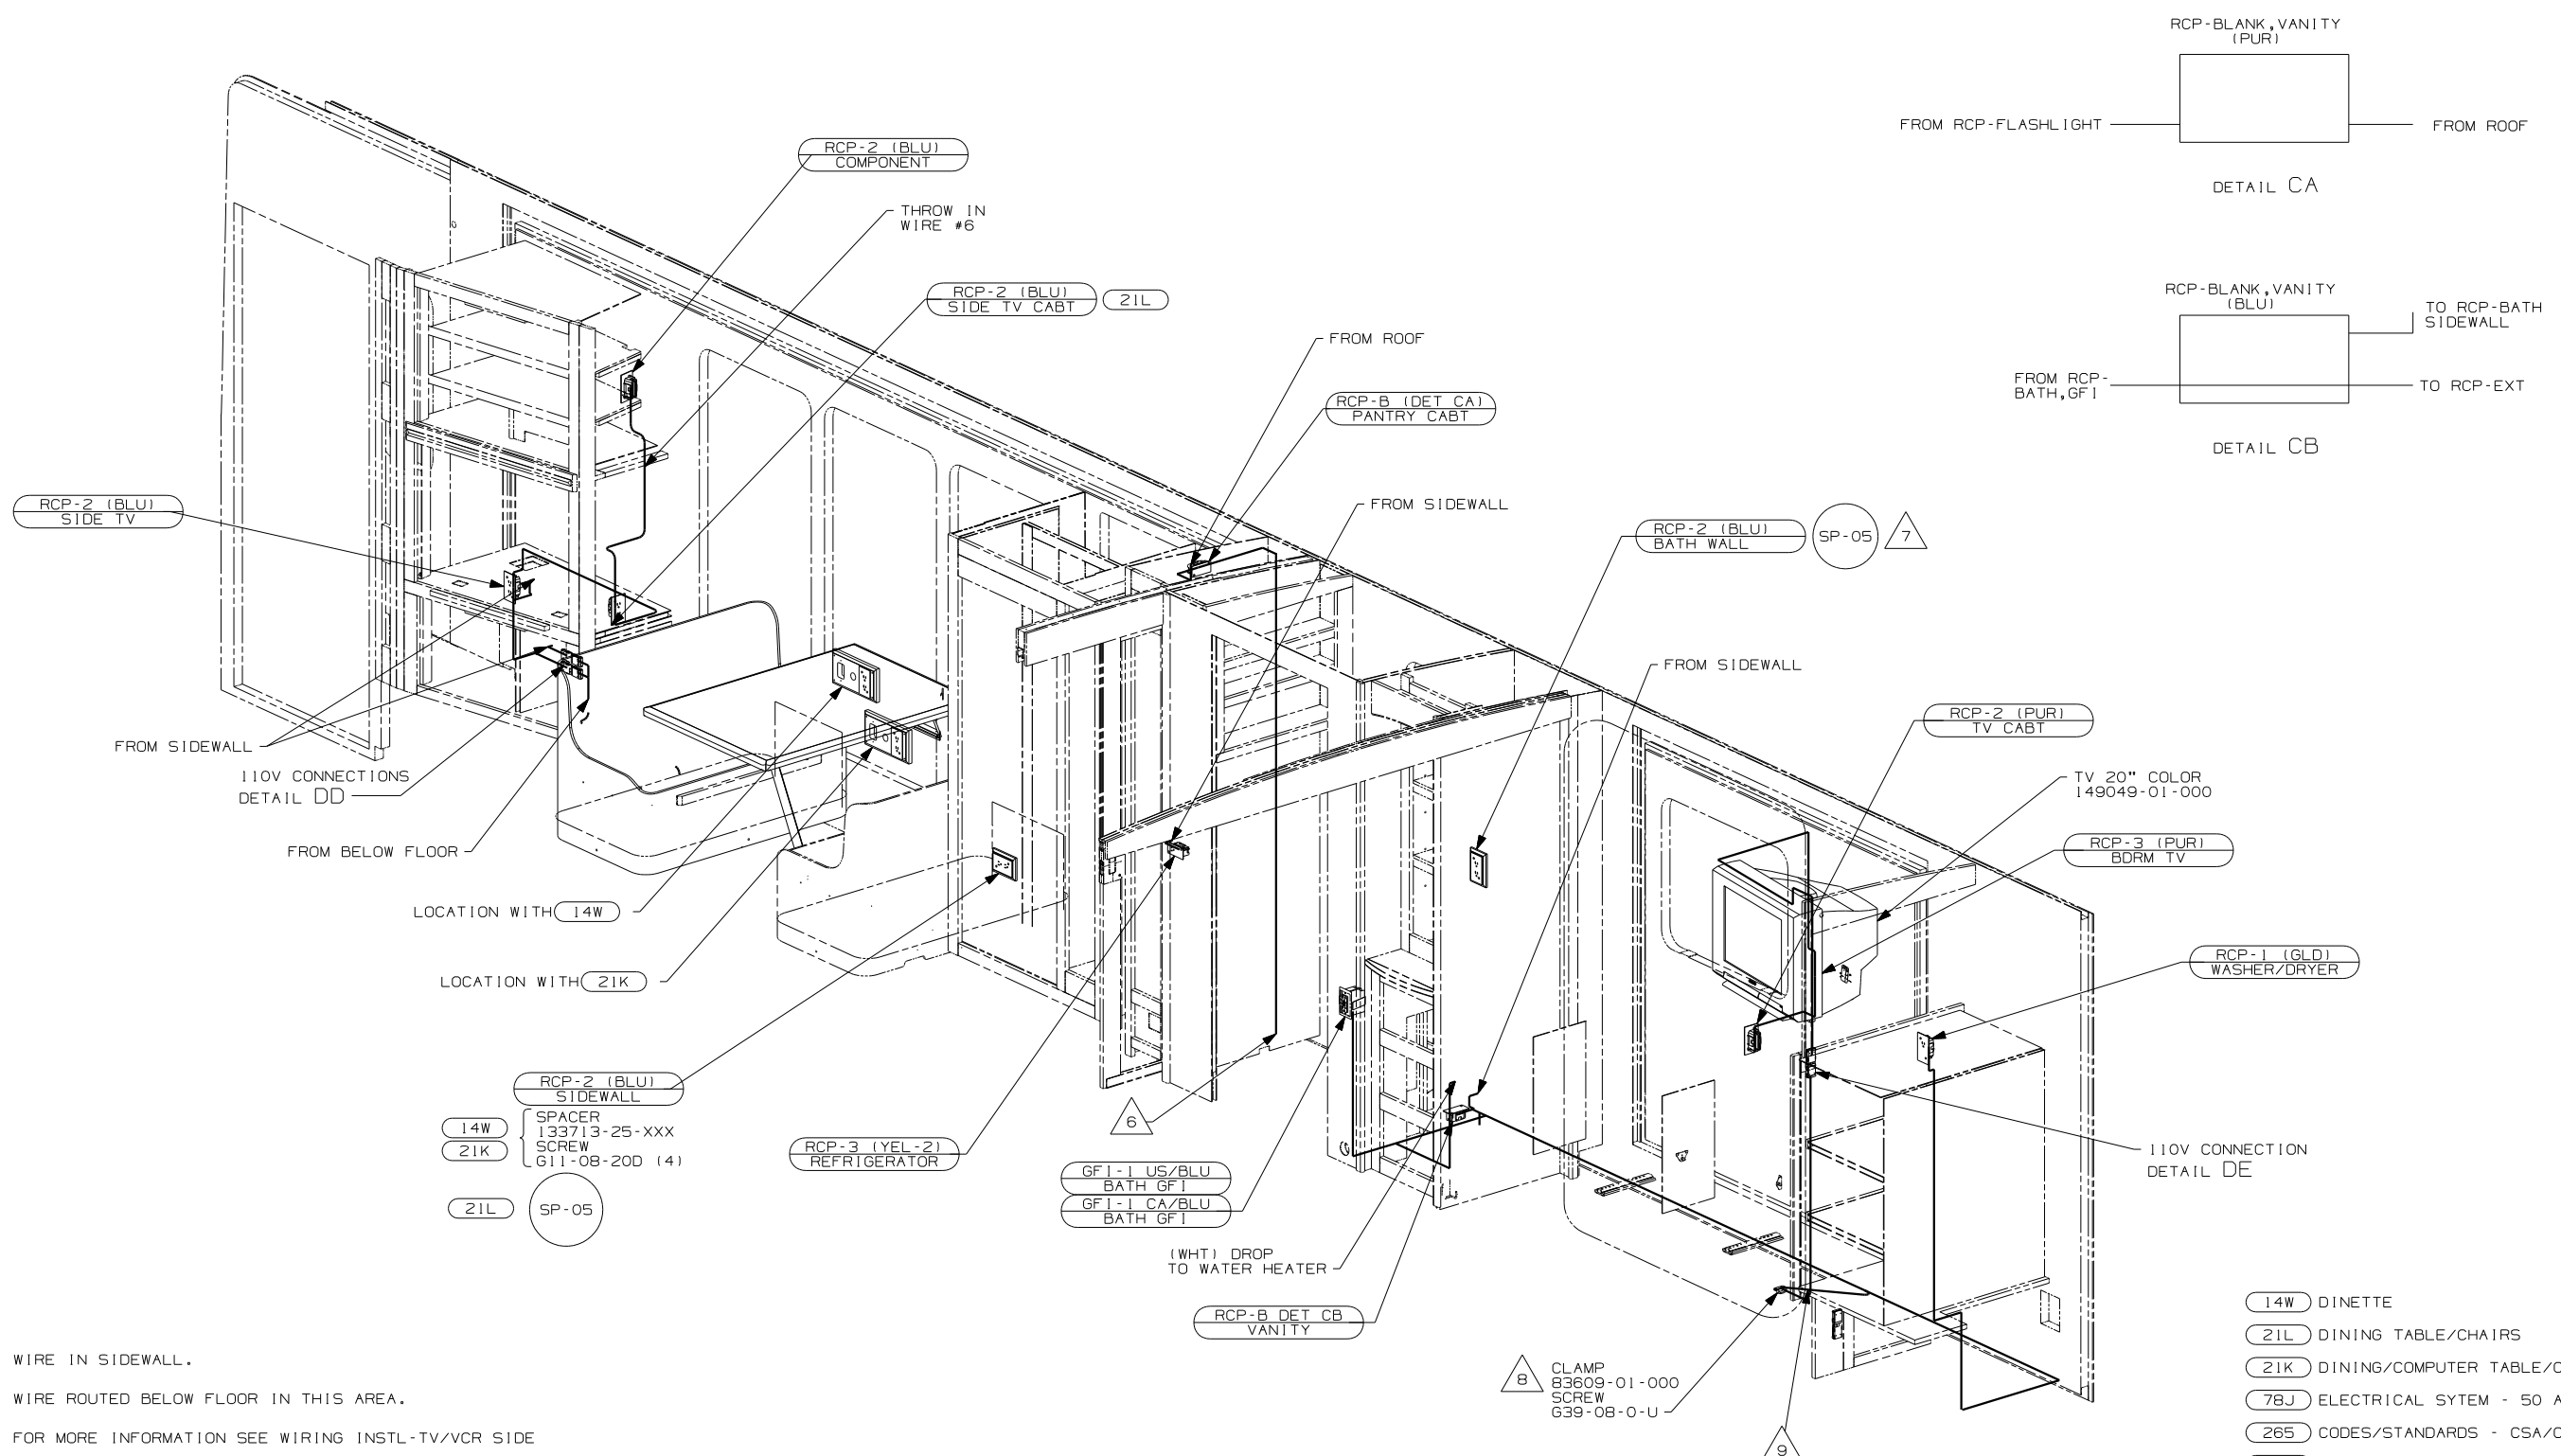 RCP-BLANK,VANITY
(PUR)
FROM RCP-FLASHLIGHT
FROM ROOF
DETAIL CA
RCP-2 (BLU)
COMPONENT
THROW IN
WIRE #6
RCP-2 (BLU)
SIDE TV CABT
21L
RCP-BLANK,VANITY
(BLU)
TO RCP-BATH
SIDEWALL
FROM RCP-
BATH,GFI
TO RCP-EXT
DETAIL CB
FROM ROOF
RCP-B (DET CA)
PANTRY CABT
RCP-2 (BLU)
SIDE TV
FROM SIDEWALL
RCP-2 (BLU)
BATH WALL
SP-05
7
FROM SIDEWALL
RCP-2 (PUR)
TV CABT
FROM SIDEWALL
110V CONNECTIONS
DETAIL DD
TV 20" COLOR
149049-01-000
FROM BELOW FLOOR
RCP-3 (PUR)
BDRM TV
LOCATION WITH 14W
RCP-1 (GLD)
WASHER/DRYER
LOCATION WITH 21K
RCP-2 (BLU)
SIDEWALL
14W
21K
SPACER
133713-25-XXX
SCREW
G11-08-20D (4)
21L
SP-05
6
RCP-3 (YEL-2)
REFRIGERATOR
GFI-1 US/BLU
BATH GFI
GFI-1 CA/BLU
BATH GFI
110V CONNECTION
DETAIL DE
(WHT) DROP
TO WATER HEATER
RCP-B DET CB
VANITY
8
CLAMP
83609-01-000
SCREW
G39-08-0-U
9
14W DINETTE
21L DINING TABLE/CHAIRS
21K DINING/COMPUTER TABLE/
78J ELECTRICAL SYTEM - 50
265 CODES/STANDARDS - CSA/
WIRE IN SIDEWALL.
WIRE ROUTED BELOW FLOOR IN THIS AREA.
FOR MORE INFORMATION SEE WIRING INSTL-TV/VCR SIDE